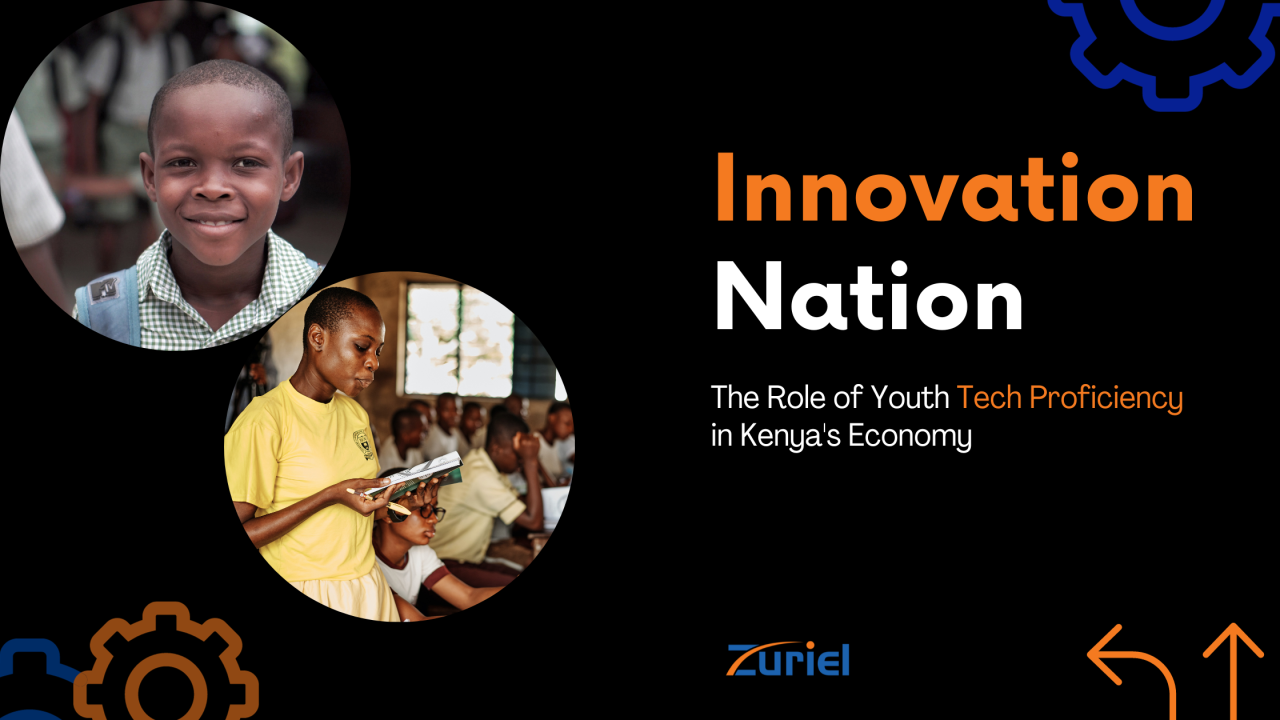 Innovation
Nation
The Role of Youth Tech Proficiency
in Kenya's Economy
Zuriel